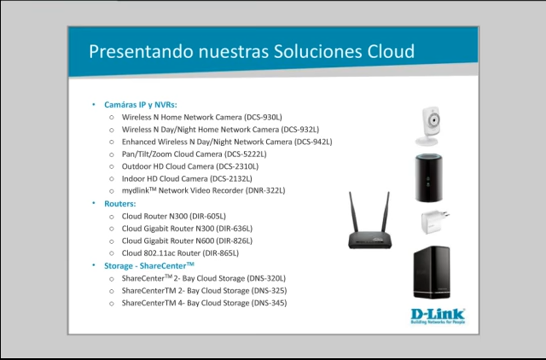 Presentando nuestras Soluciones Cloud
• Camáras IP y NVRs:
o Wireless N Home Network Camera (DCS-930L)
o Wireless N Day/Night Home Network Camera (DCS-932L)
o Enhanced Wireless N Day/Night Network Camera (DCS-942L)
o Pan/Tilt/Zoom Cloud Camera (DCS-5222L)
o Outdoor HD Cloud Camera (DCS-2310L)
o Indoor HD Cloud Camera (DCS-2132L)
o mydlink™ Network Video Recorder (DNR-322L)
• Routers:
o Cloud Router N300 (DIR-605L)
o Cloud Gigabit Router N300 (DIR-636L)
o Cloud Gigabit Router N600 (DIR-826L)
o Cloud 802.11ac Router (DIR-865L)
• Storage - ShareCenter™
o ShareCenter™ 2- Bay Cloud Storage (DNS-320L)
o ShareCenterTM 2- Bay Cloud Storage (DNS-325)
o ShareCenterTM 4- Bay Cloud Storage (DNS-345)
D-Link
Building Networks for People